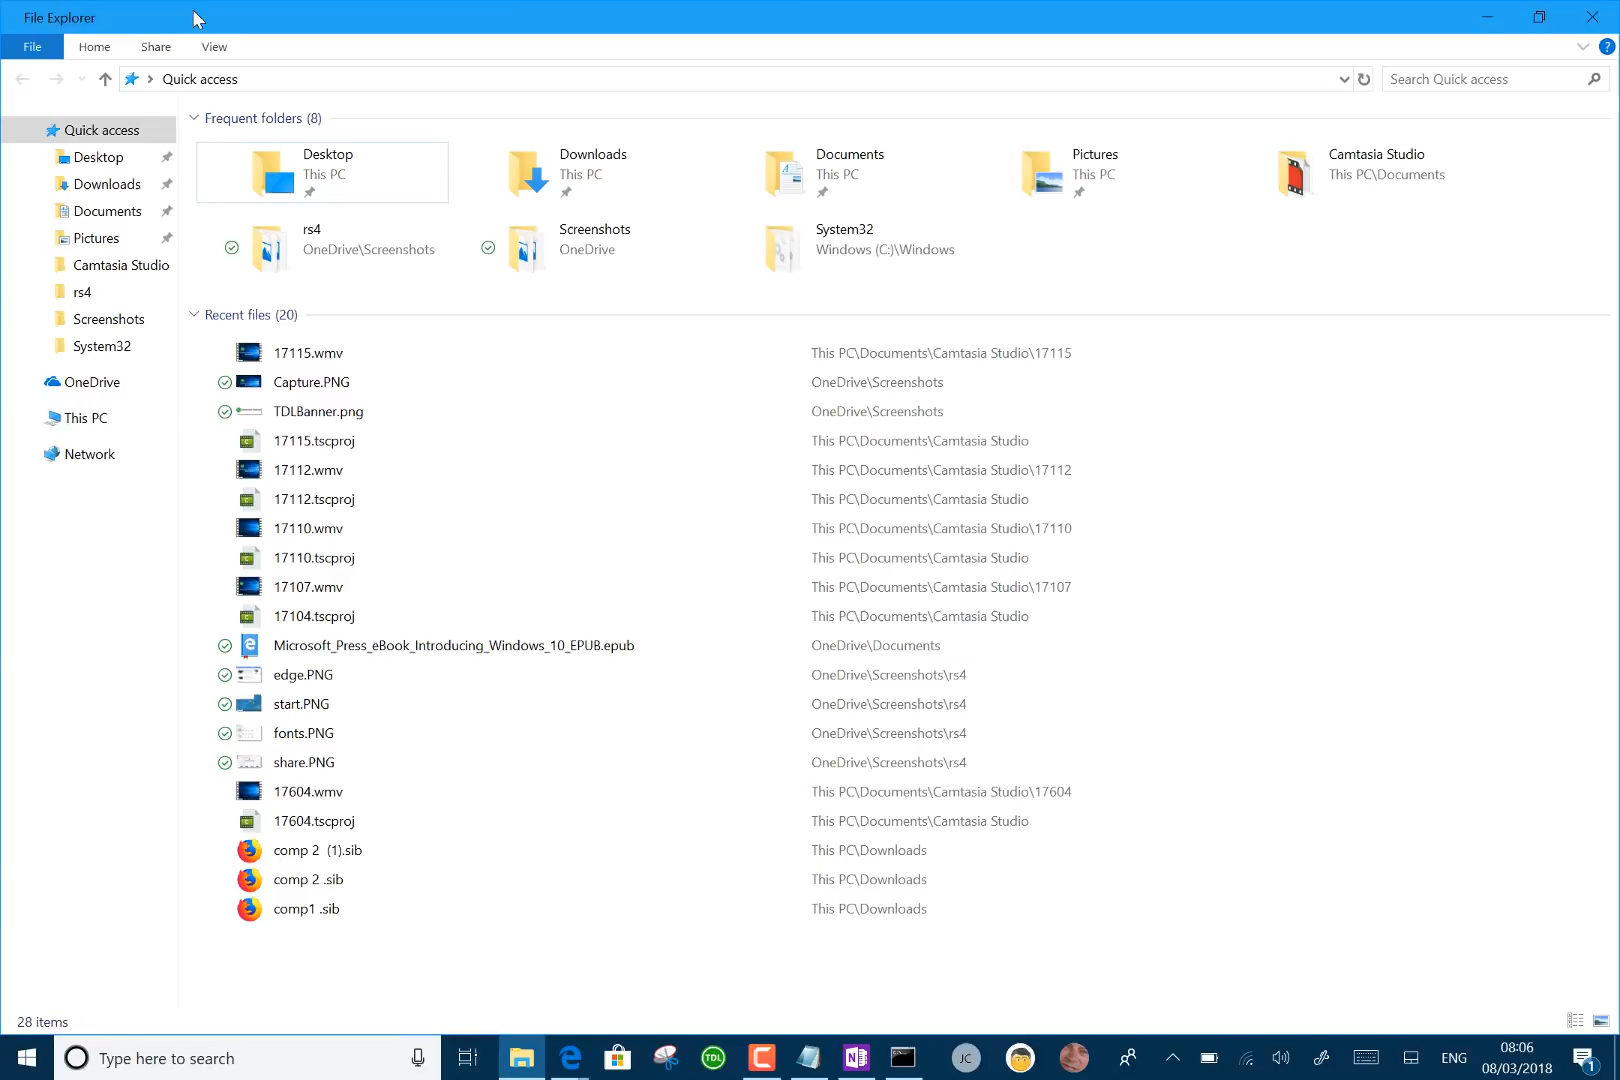 File Explorer
File Home Share View
Quick access
Search Quick access
Quick access
Desktop
Downloads
Documents
Pictures
Camtasia Studio
rs4
Screenshots
System32
OneDrive
This PC
Network
Frequent folders (8)
Desktop
This PC
Downloads
This PC
Documents
This PC
Pictures
This PC
Camtasia Studio
This PC\Documents
rs4
OneDrive\Screenshots
Screenshots
OneDrive
System32
Windows (C:)\Windows
Recent files (20)
17115.wmv This PC\Documents\Camtasia Studio\17115
Capture.PNG OneDrive\Screenshots
TDLBanner.png OneDrive\Screenshots
17115.tscproj This PC\Documents\Camtasia Studio
17112.wmv This PC\Documents\Camtasia Studio\17112
17112.tscproj This PC\Documents\Camtasia Studio
17110.wmv This PC\Documents\Camtasia Studio\17110
17110.tscproj This PC\Documents\Camtasia Studio
17107.wmv This PC\Documents\Camtasia Studio\17107
17104.tscproj This PC\Documents\Camtasia Studio
Microsoft_Press_eBook_Introducing_Windows_10_EPUB.epub OneDrive\Documents
edge.PNG OneDrive\Screenshots\rs4
start.PNG OneDrive\Screenshots\rs4
fonts.PNG OneDrive\Screenshots\rs4
share.PNG OneDrive\Screenshots\rs4
17604.wmv This PC\Documents\Camtasia Studio\17604
17604.tscproj This PC\Documents\Camtasia Studio
comp 2 (1).sib This PC\Downloads
comp 2 .sib This PC\Downloads
comp1 .sib This PC\Downloads
28 items
Type here to search
TDL
N
JC
ENG
08:06
08/03/2018
1